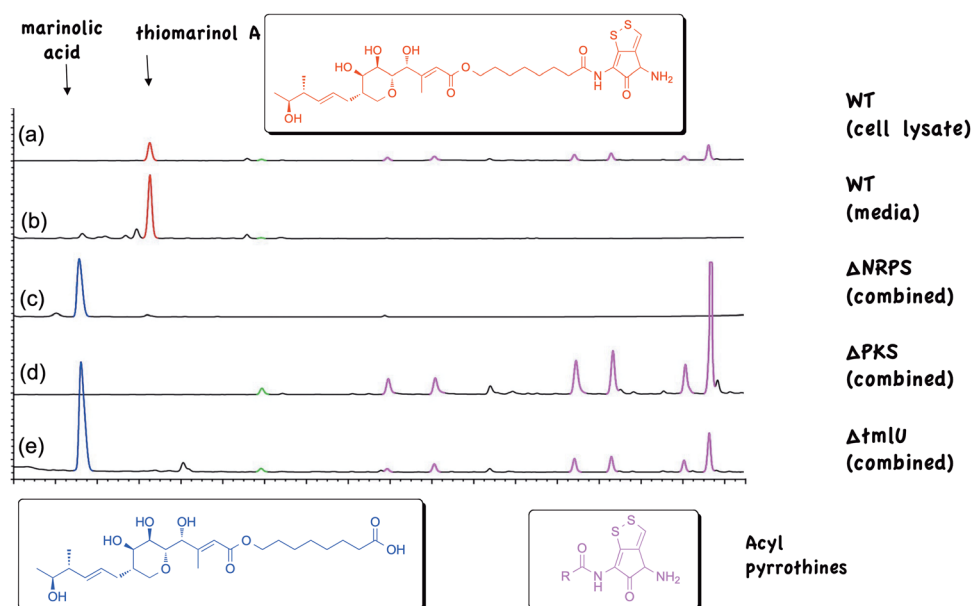 marinolic
acid
thiomarinol A
HO
OH
HO
O
O
O
OH
O
N
H
O
S
S
NH₂
WT
(cell lysate)
(a)
WT
(media)
(b)
ΔNRPS
(combined)
(c)
ΔPKS
(combined)
(d)
ΔtmlU
(combined)
(e)
HO
OH
HO
O
O
O
OH
O
OH
R
O
N
H
O
S
S
NH₂
Acyl
pyrrothines